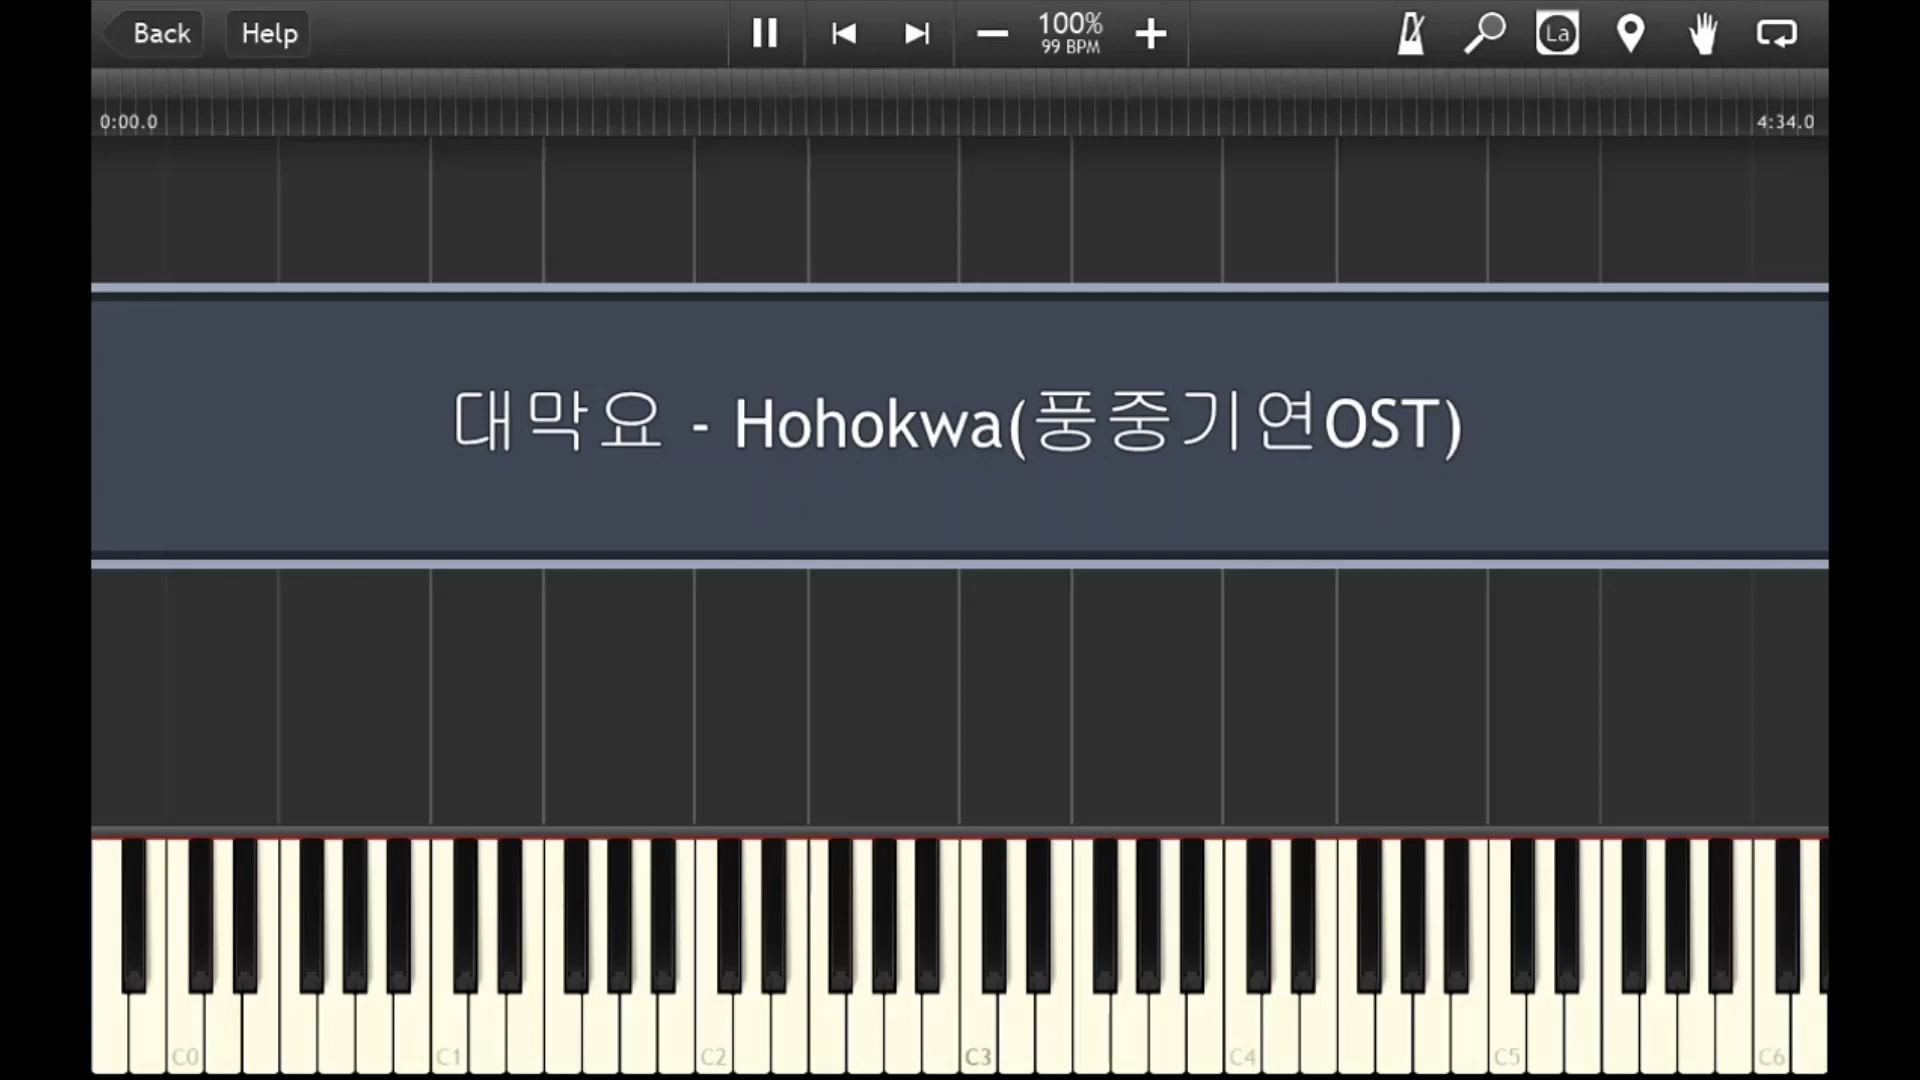 Back
Help
100%
99 BPM
La
0:00.0
4:34.0
대막요 - Hohokwa(풍중기연OST)
C0
C1
C2
C3
C4
C5
C6